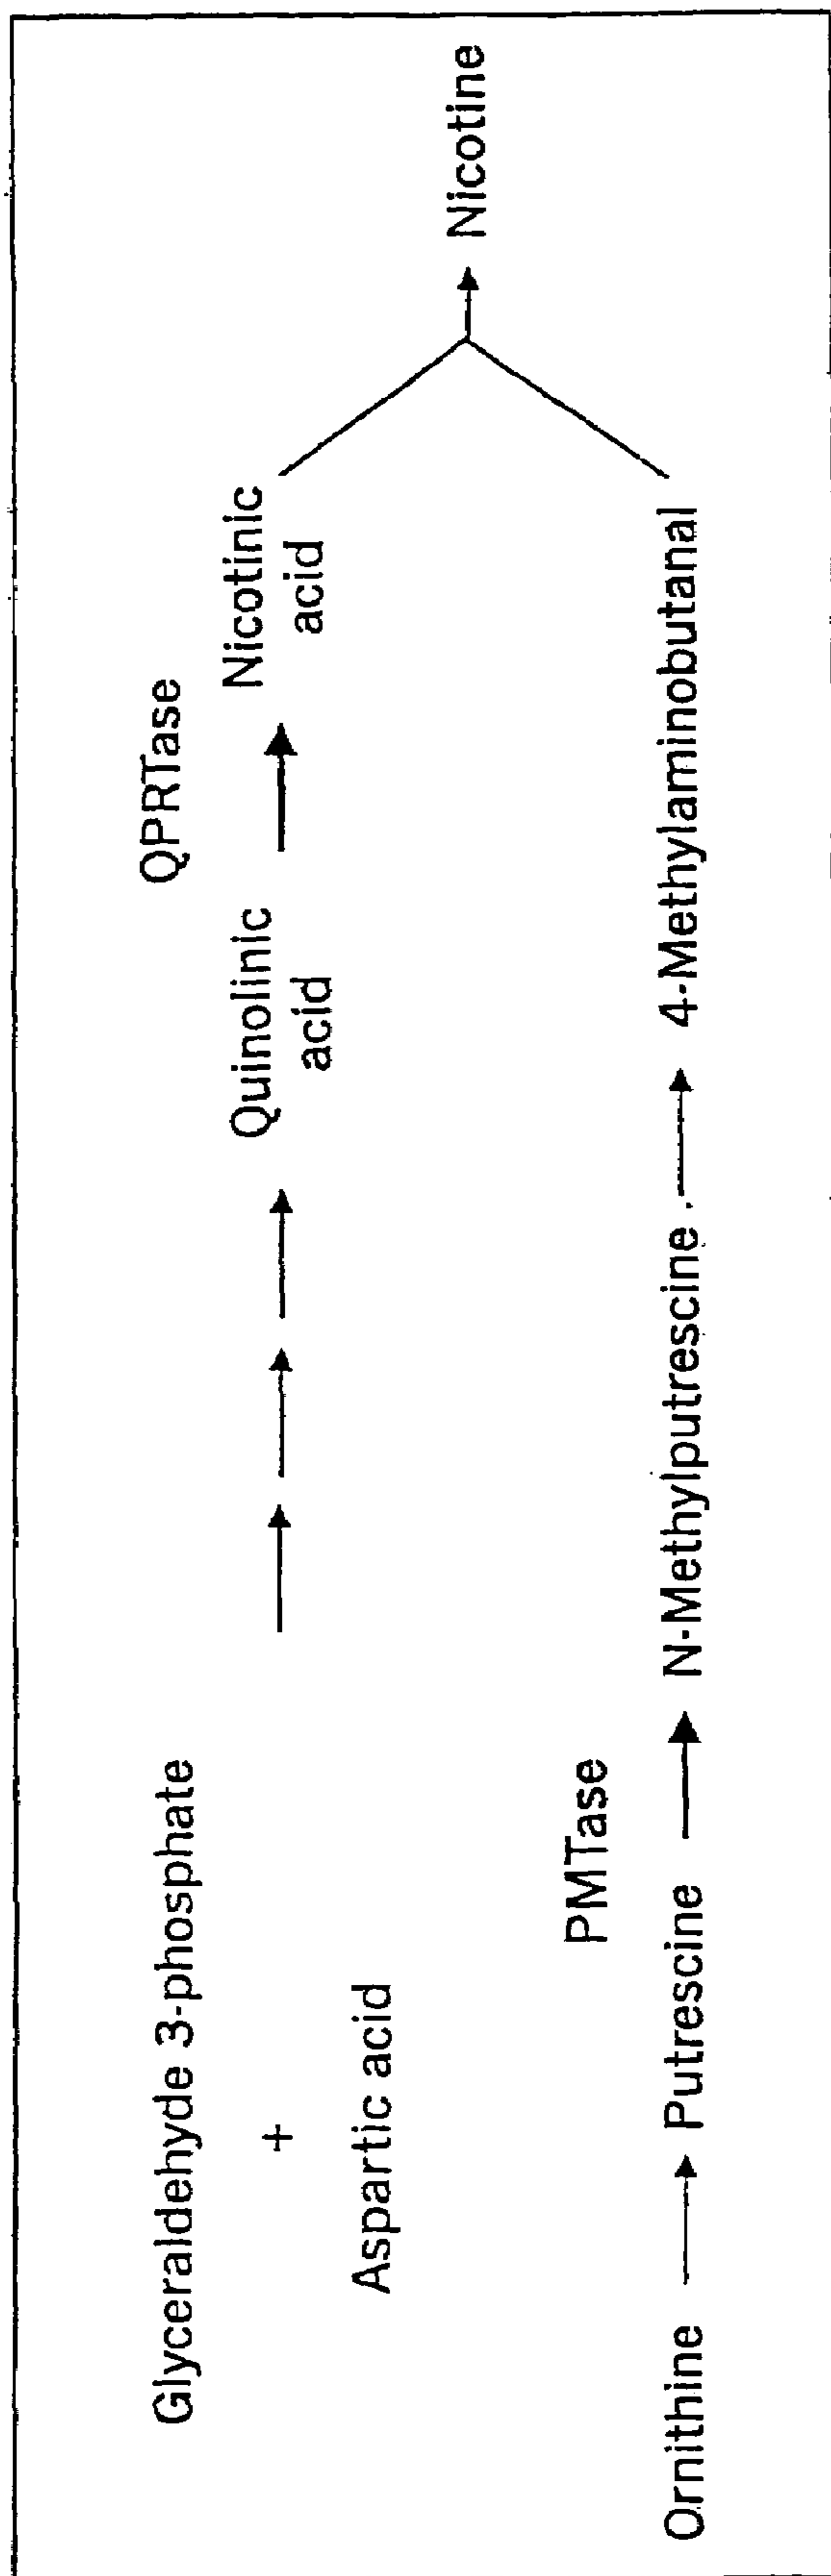 Glyceraldehyde 3-phosphate
+
Aspartic acid
Quinolinic
acid
QPRTase
Nicotinic
acid
Ornithine
Putrescine
PMTase
N-Methylputrescine
4-Methylaminobutanal
Nicotine